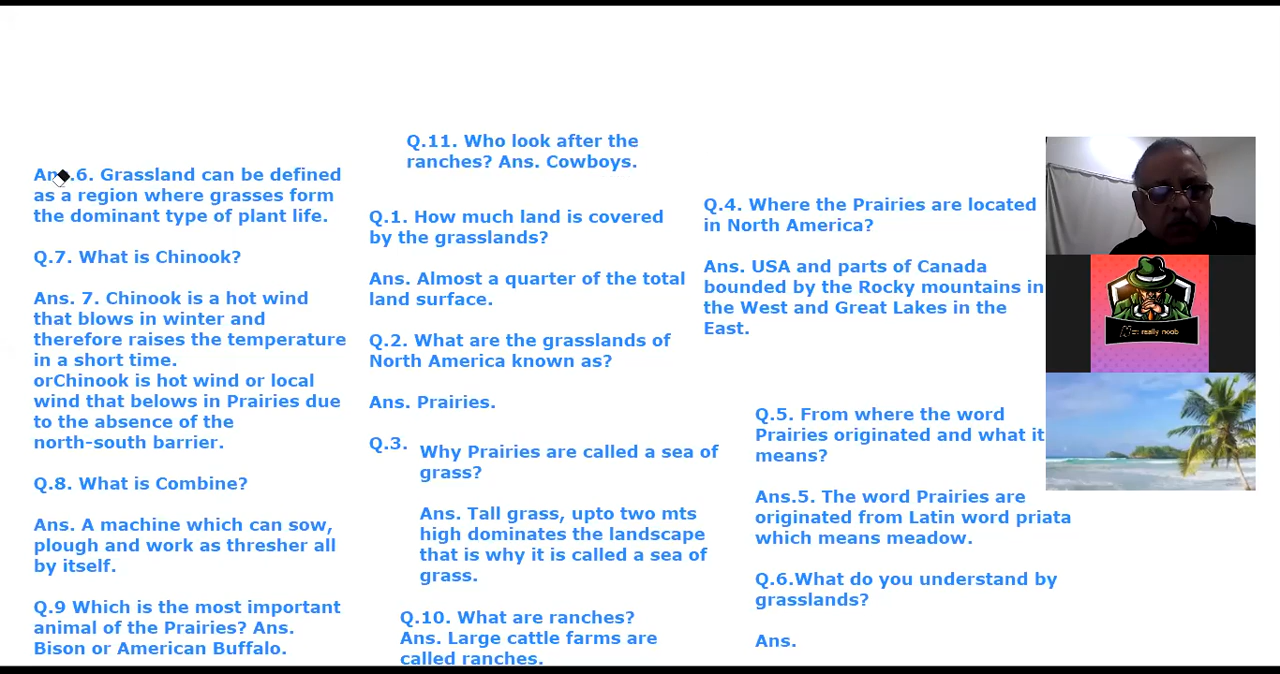 Ans.6. Grassland can be defined
as a region where grasses form
the dominant type of plant life.
Q.7. What is Chinook?
Ans. 7. Chinook is a hot wind
that blows in winter and
therefore raises the temperature
in a short time.
orChinook is hot wind or local
wind that belows in Prairies due
to the absence of the
north-south barrier.
Q.8. What is Combine?
Ans. A machine which can sow,
plough and work as thresher all
by itself.
Q.9 Which is the most important
animal of the Prairies? Ans.
Bison or American Buffalo.
Q.11. Who look after the
ranches? Ans. Cowboys.
Q.1. How much land is covered
by the grasslands?
Ans. Almost a quarter of the total
land surface.
Q.2. What are the grasslands of
North America known as?
Ans. Prairies.
Q.3.
Why Prairies are called a sea of
grass?
Ans. Tall grass, upto two mts
high dominates the landscape
that is why it is called a sea of
grass.
Q.10. What are ranches?
Ans. Large cattle farms are
called ranches.
Q.4. Where the Prairies are located
in North America?
Ans. USA and parts of Canada
bounded by the Rocky mountains in
the West and Great Lakes in the
East.
Q.5. From where the word
Prairies originated and what it
means?
Ans.5. The word Prairies are
originated from Latin word priata
which means meadow.
Q.6.What do you understand by
grasslands?
Ans.
really noob